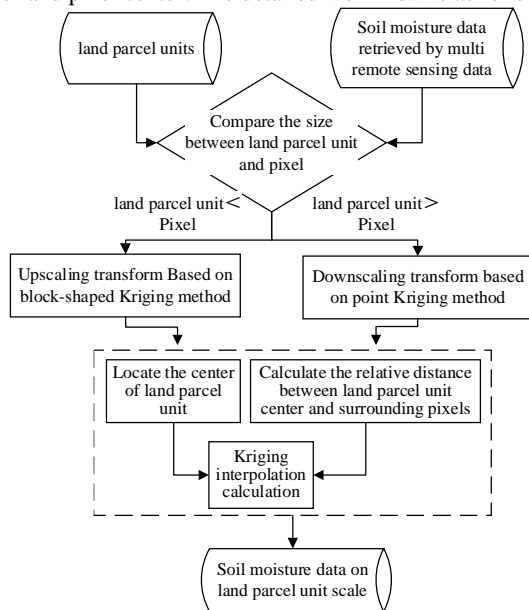 land parcel units
Soil moisture data
retrieved by multi
remote sensing data
Compare the size
between land parcel unit
and pixel
land parcel unit<
Pixel
land parcel unit>
Pixel
Upscaling transform Based on
block-shaped Kriging method
Downscaling transform based
on point Kriging method
Locate the center
of land parcel
unit
Calculate the relative distance
between land parcel unit
center and surrounding pixels
Kriging
interpolation
calculation
Soil moisture data on
land parcel unit scale